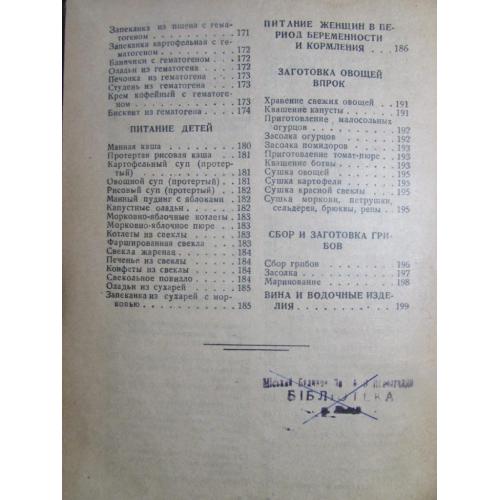 Запеканка из пшена с гема-
тогеном . . . . . . . 171
Запеканка картофельная с ге-
матогеном . . . . . . 172
Блинчики с гематогеном . . 172
Оладьи с гематогеном . . . 172
Печенка из гематогена . . . 173
Студень из гематогена . . . 173
Крем кофейный с гематоге-
ном . . . . . . . . 173
Бисквит из гематогена . . . 174
ПИТАНИЕ ДЕТЕЙ
Манная каша . . . . . . 180
Протертая рисовая каша . . 181
Картофельный суп (протер-
тый) . . . . . . . . 181
Овощной суп (протертый) . . 181
Рисовый суп (протертый) . . 182
Манный пудинг с яблоками . 182
Капустные оладьи . . . . 182
Морковно-яблочные котлеты . 183
Морковно-яблочное пюре . . 183
Котлеты из свеклы . . . . 183
Фаршированная свекла . . . 183
Свекла жареная . . . . . 184
Печенье из свеклы . . . . 184
Конфеты из свеклы . . . . 184
Свекольное повидло . . . . 184
Оладьи из сухарей . . . . 185
Запеканка из сухарей с мор-
ковью . . . . . . . 185
ПИТАНИЕ ЖЕНЩИН В ПЕ-
РИОД БЕРЕМЕННОСТИ
И КОРМЛЕНИЯ . . . 186
ЗАГОТОВКА ОВОЩЕЙ
ВПРОК
Хранение свежих овощей . . 191
Квашение капусты . . . . 191
Приготовление малосольных
огурцов . . . . . . . 192
Засолка огурцов . . . . . 192
Засолка помидоров . . . . 193
Приготовление томат-пюре . . 193
Квашение ботвы . . . . . 193
Сушка овощей . . . . . 195
Сушка картофеля . . . . 195
Сушка красной свеклы . . . 195
Сушка моркови, петрушки,
сельдерея, брюквы, репы . . 195
СБОР И ЗАГОТОВКА ГРИ-
БОВ
Сбор грибов . . . . . . 196
Засолка . . . . . . . 197
Маринование . . . . . . 198
ВИНА И ВОДОЧНЫЕ ИЗДЕ-
ЛИЯ . . . . . . . . 199
БІБЛІОТЕКА